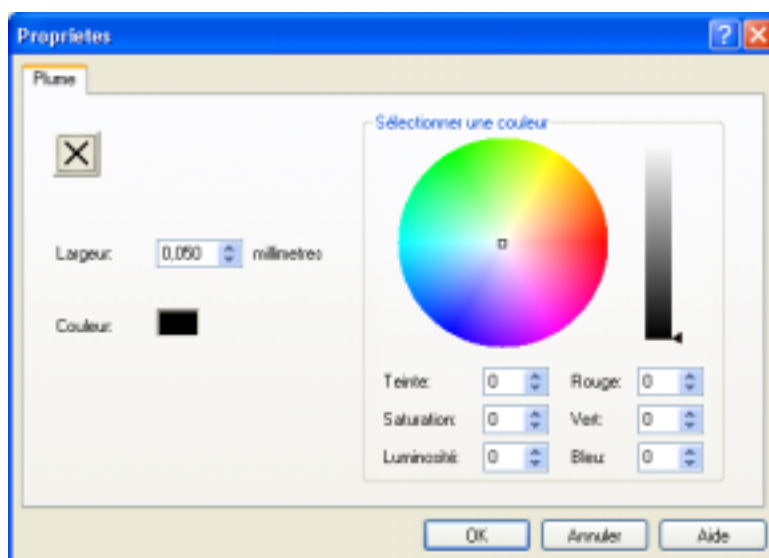 Proprietes
Plume
Sélectionner une couleur
Largeur: 0,050 millimetres
Couleur:
Teinte: 0 Rouge: 0
Saturation: 0 Vert: 0
Luminosité: 0 Bleu: 0
OK Annuler Aide